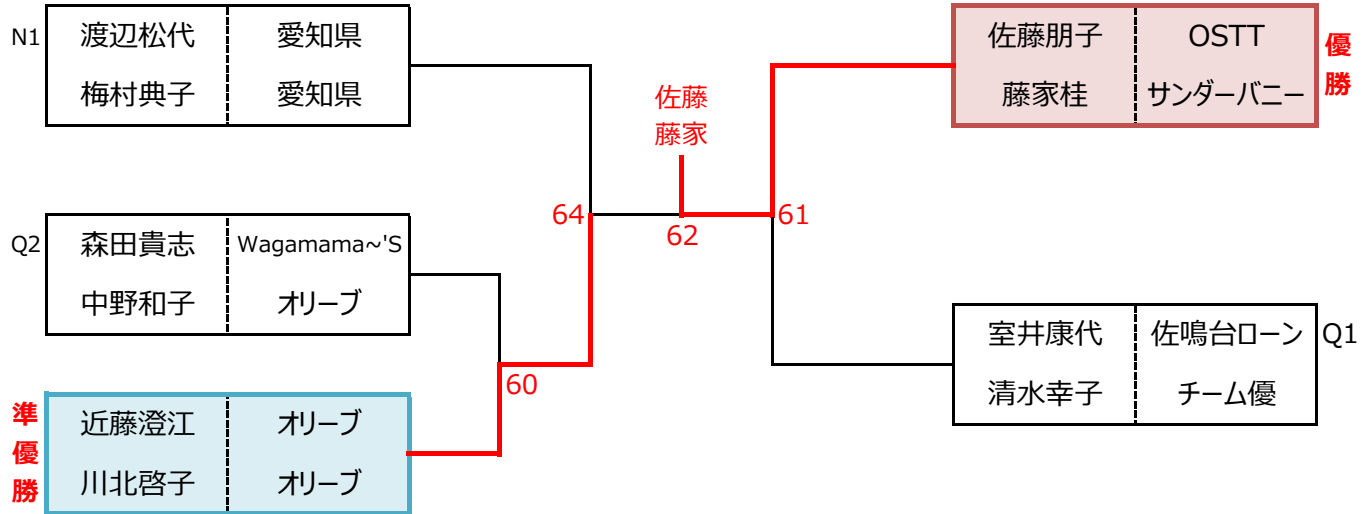 N1 渡辺松代 愛知県
梅村典子 愛知県
佐藤朋子 OSTT
藤家桂 サンダーバニー
優勝
佐藤
藤家
64
62
61
Q2 森田貴志 Wagamama~'S
中野和子 オリーブ
室井康代 佐鳴台ローン Q1
清水幸子 チーム優
60
準優勝
近藤澄江 オリーブ
川北啓子 オリーブ